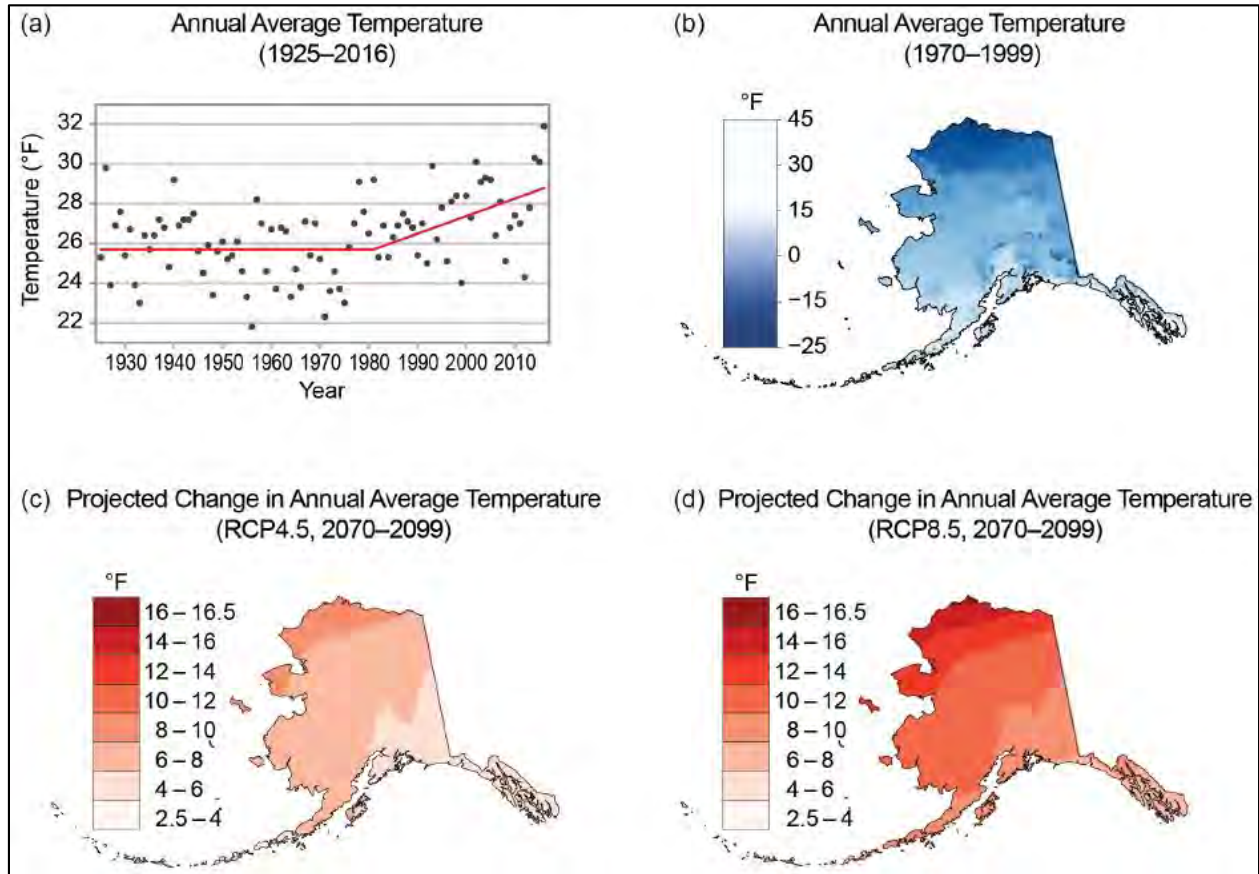 (a) Annual Average Temperature
(1925–2016)
Temperature (°F)
32
30
28
26
24
22
1930 1940 1950 1960 1970 1980 1990 2000 2010
Year
(b) Annual Average Temperature
(1970–1999)
°F
45
30
15
0
−15
−25
(c) Projected Change in Annual Average Temperature
(RCP4.5, 2070–2099)
°F
16 – 16.5
14 – 16
12 – 14
10 – 12
8 – 10
6 – 8
4 – 6
2.5 – 4
(d) Projected Change in Annual Average Temperature
(RCP8.5, 2070–2099)
°F
16 – 16.5
14 – 16
12 – 14
10 – 12
8 – 10
6 – 8
4 – 6
2.5 – 4